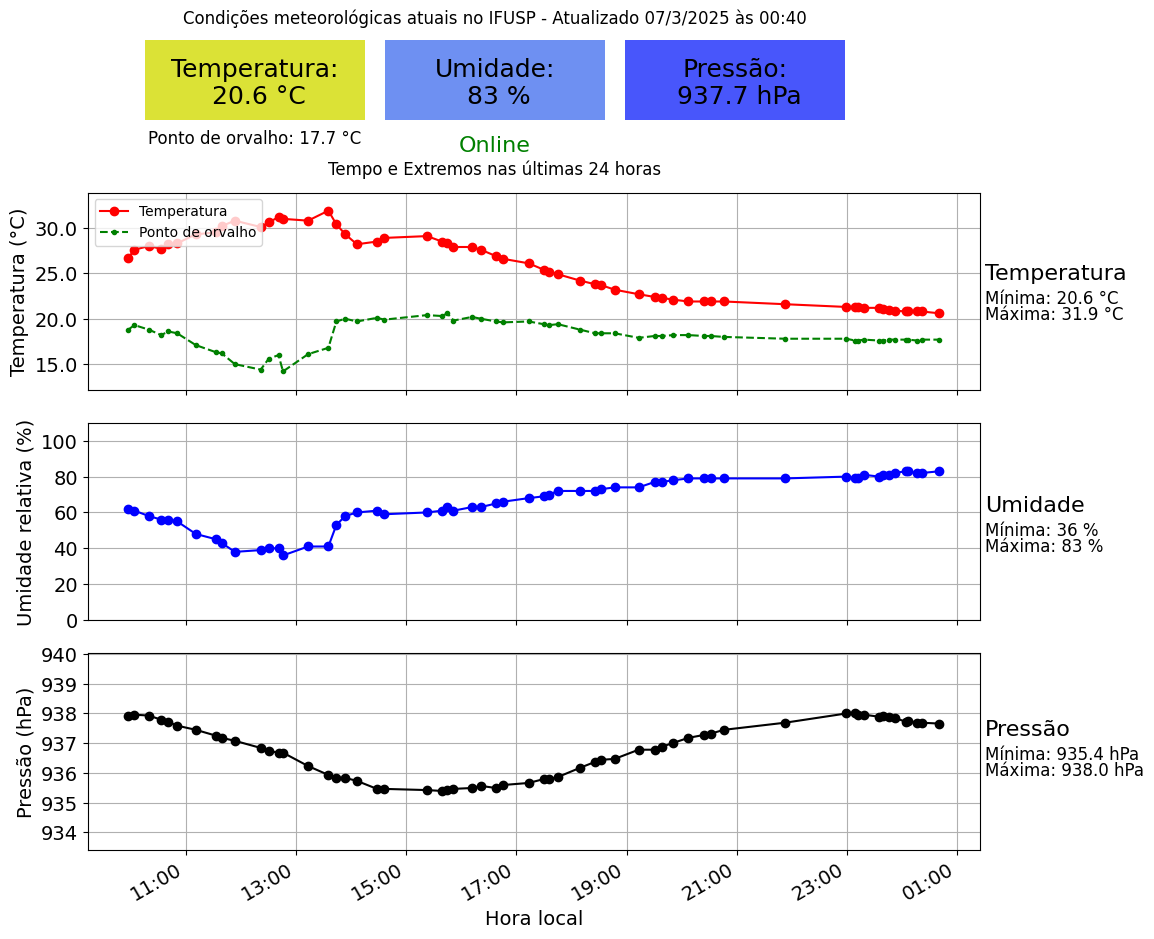 Condições meteorológicas atuais no IFUSP - Atualizado 07/3/2025 às 00:40
Temperatura:
20.6 °C
Umidade:
83 %
Pressão:
937.7 hPa
Ponto de orvalho: 17.7 °C
Online
Tempo e Extremos nas últimas 24 horas
Temperatura (°C)
30.0
25.0
20.0
15.0
Temperatura
Ponto de orvalho
Temperatura
Mínima: 20.6 °C
Máxima: 31.9 °C
Umidade relativa (%)
100
80
60
40
20
0
Umidade
Mínima: 36 %
Máxima: 83 %
Pressão (hPa)
940
939
938
937
936
935
934
Pressão
Mínima: 935.4 hPa
Máxima: 938.0 hPa
11:00
13:00
15:00
17:00
19:00
21:00
23:00
01:00
Hora local